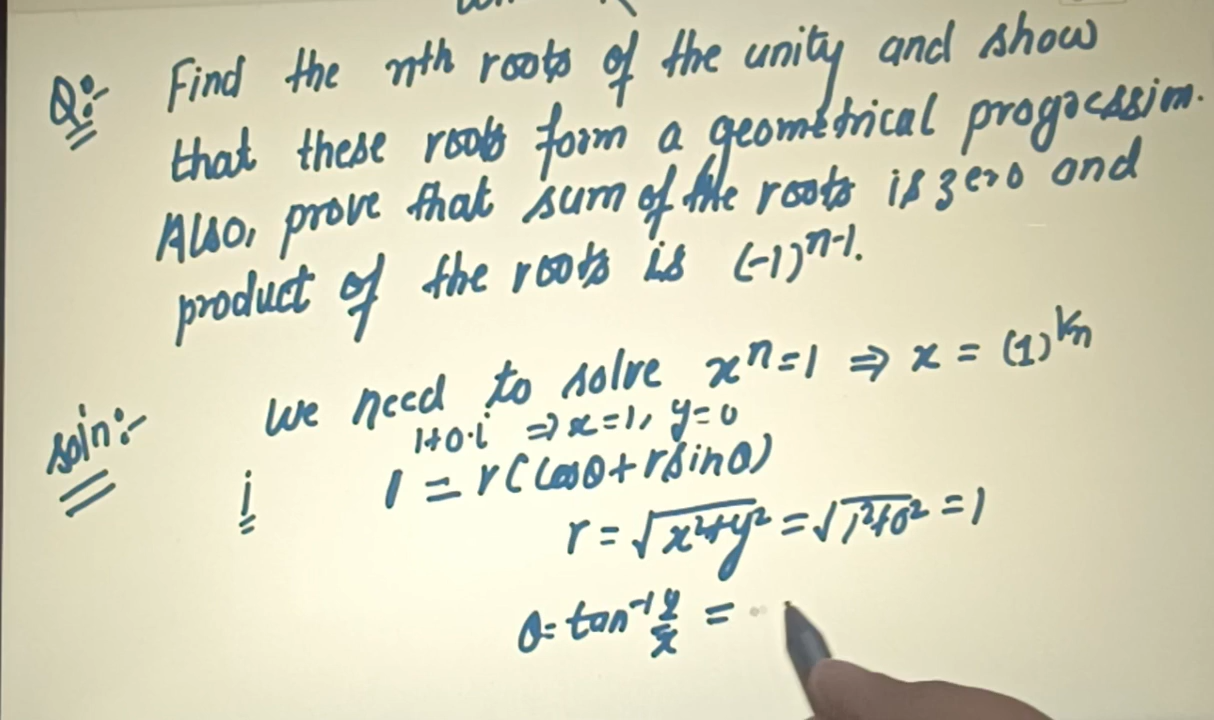 Q:- Find the nth roots of the unity and show
that these roots form a geometrical progression.
Also, prove that sum of the roots is zero and
product of the roots is (-1)ⁿ⁻¹.
soln:- we need to solve xⁿ=1 ⇒ x = (1)^1/n
1+0·i ⇒ x=1, y=0
i 1 = r(cosθ+rsinθ)
r = √x²+y² = √1²+0² = 1
θ= tan⁻¹ y/x =